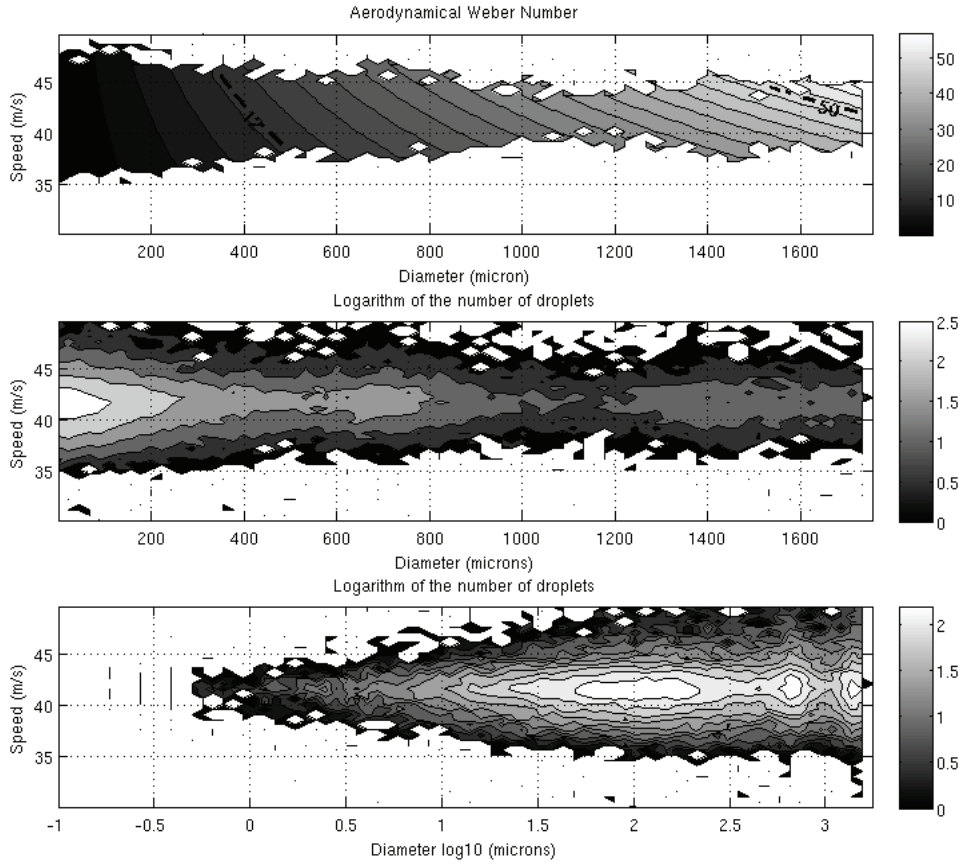 Aerodynamical Weber Number
Speed (m/s)
45
40
35
12
50
200 400 600 800 1000 1200 1400 1600
Diameter (micron)
50
40
30
20
10
Logarithm of the number of droplets
Speed (m/s)
45
40
35
200 400 600 800 1000 1200 1400 1600
Diameter (microns)
2.5
2
1.5
1
0.5
0
Logarithm of the number of droplets
Speed (m/s)
45
40
35
-1 -0.5 0 0.5 1 1.5 2 2.5 3
Diameter log10 (microns)
2
1.5
1
0.5
0